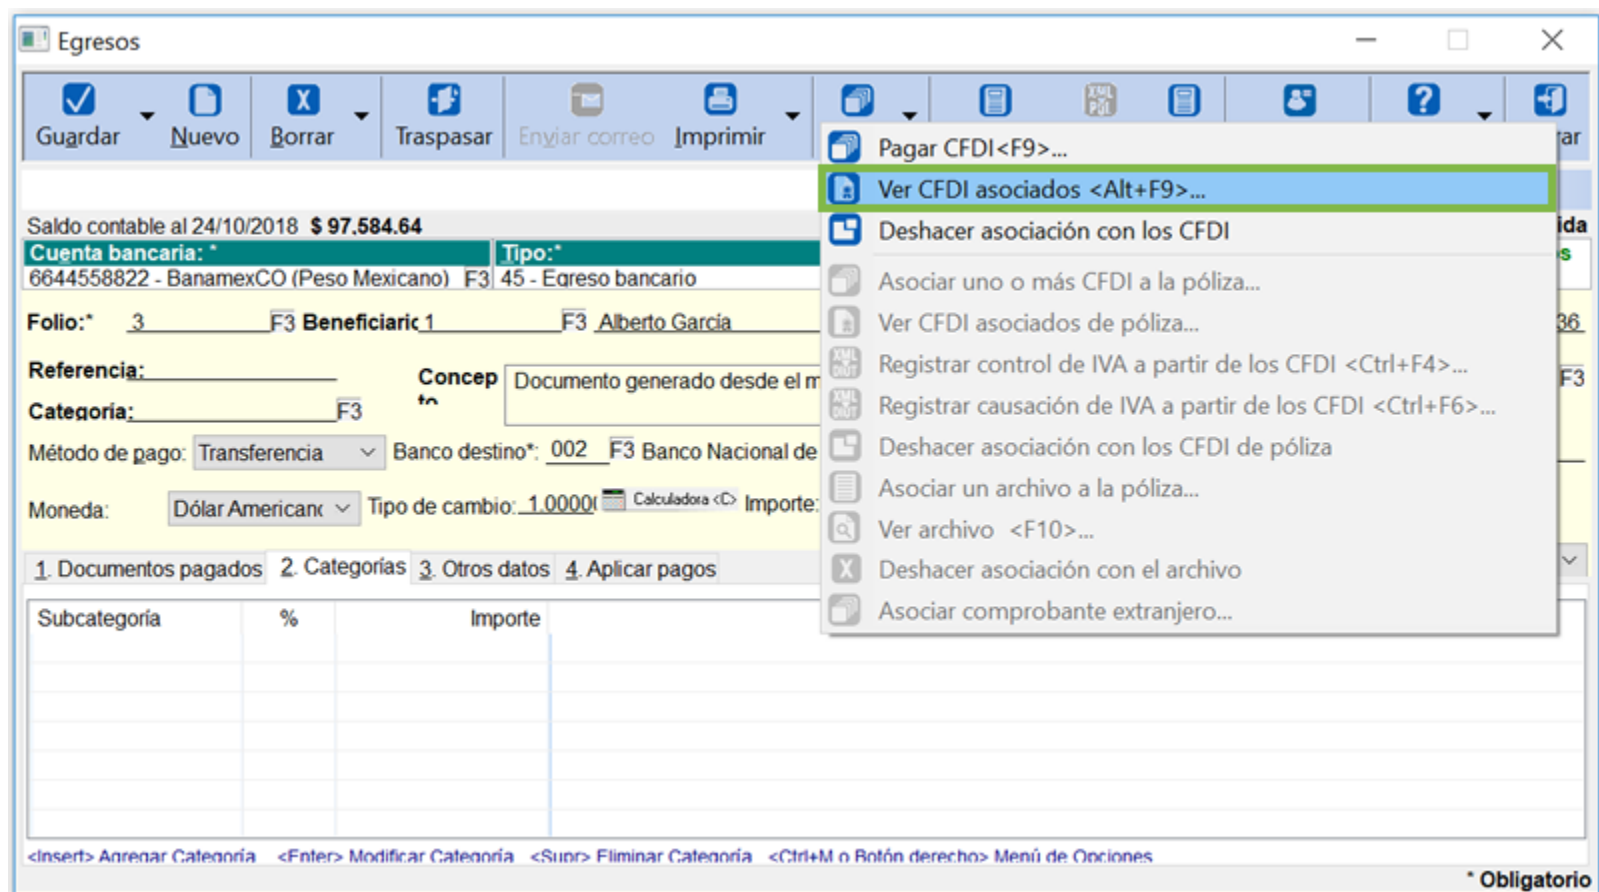 Egresos
Guardar Nuevo Borrar Traspasar Enviar correo Imprimir
Pagar CFDI<F9>...
Ver CFDI asociados <Alt+F9>...
Deshacer asociación con los CFDI
Asociar uno o más CFDI a la póliza...
Ver CFDI asociados de póliza...
Registrar control de IVA a partir de los CFDI <Ctrl+F4>...
Registrar causación de IVA a partir de los CFDI <Ctrl+F6>...
Deshacer asociación con los CFDI de póliza
Asociar un archivo a la póliza...
Ver archivo <F10>...
Deshacer asociación con el archivo
Asociar comprobante extranjero...
Saldo contable al 24/10/2018 $ 97,584.64
Cuenta bancaria: * Tipo:*
6644558822 - BanamexCO (Peso Mexicano) F3 45 - Egreso bancario
Folio:* 3 F3 Beneficiaric 1 F3 Alberto García 36
Referencia: Concep to Documento generado desde el m F3
Categoría: F3
Método de pago: Transferencia Banco destino*: 002 F3 Banco Nacional de
Moneda: Dólar Americano Tipo de cambio: 1.0000 Calculadora <C> Importe:
1. Documentos pagados 2. Categorías 3. Otros datos 4. Aplicar pagos
Subcategoría % Importe
<Insert> Agregar Categoría <Enter> Modificar Categoría <Supr> Eliminar Categoría <Ctrl+M o Botón derecho> Menú de Opciones
* Obligatorio